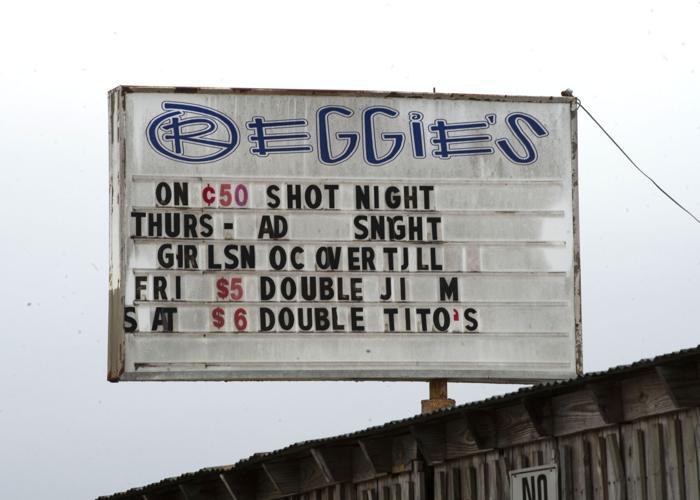 REGGiE'S
ON ¢50 SHOT NIGHT
THURS- AD SNIGHT
GIRLSN OC OVER TJLL
FRI $5 DOUBLE JI M
SAT $6 DOUBLE TITO'S
NO